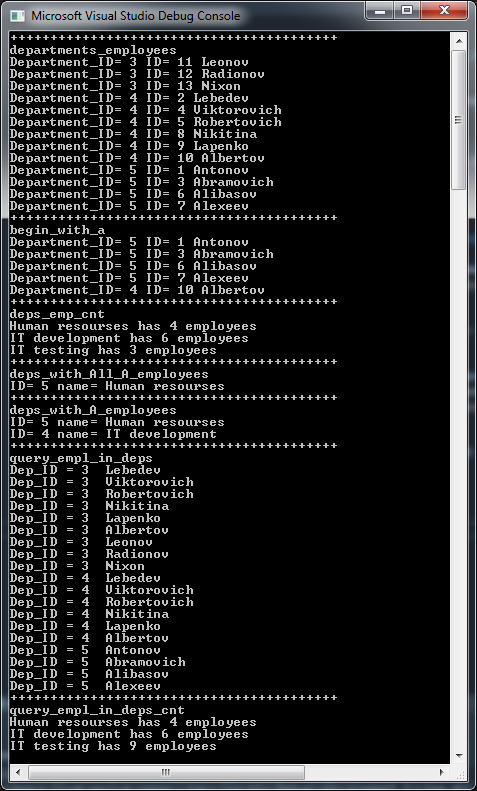 Microsoft Visual Studio Debug Console
+++++++++++++++++++++++++++++++++++++++++
departments_employees
Department_ID= 3 ID= 11 Leonov
Department_ID= 3 ID= 12 Radionov
Department_ID= 3 ID= 13 Nixon
Department_ID= 4 ID= 2 Lebedev
Department_ID= 4 ID= 4 Viktorovich
Department_ID= 4 ID= 5 Robertovich
Department_ID= 4 ID= 8 Nikitina
Department_ID= 4 ID= 9 Lapenko
Department_ID= 4 ID= 10 Albertov
Department_ID= 5 ID= 1 Antonov
Department_ID= 5 ID= 3 Abramovich
Department_ID= 5 ID= 6 Alibasov
Department_ID= 5 ID= 7 Alexeev
+++++++++++++++++++++++++++++++++++++++++
begin_with_a
Department_ID= 5 ID= 1 Antonov
Department_ID= 5 ID= 3 Abramovich
Department_ID= 5 ID= 6 Alibasov
Department_ID= 5 ID= 7 Alexeev
Department_ID= 4 ID= 10 Albertov
+++++++++++++++++++++++++++++++++++++++++
deps_emp_cnt
Human resourses has 4 employees
IT development has 6 employees
IT testing has 3 employees
+++++++++++++++++++++++++++++++++++++++++
deps_with_All_A_employees
ID= 5 name= Human resourses
+++++++++++++++++++++++++++++++++++++++++
deps_with_A_employees
ID= 5 name= Human resourses
ID= 4 name= IT development
+++++++++++++++++++++++++++++++++++++++++
query_empl_in_deps
Dep_ID = 3  Lebedev
Dep_ID = 3  Viktorovich
Dep_ID = 3  Robertovich
Dep_ID = 3  Nikitina
Dep_ID = 3  Lapenko
Dep_ID = 3  Albertov
Dep_ID = 3  Leonov
Dep_ID = 3  Radionov
Dep_ID = 3  Nixon
Dep_ID = 4  Lebedev
Dep_ID = 4  Viktorovich
Dep_ID = 4  Robertovich
Dep_ID = 4  Nikitina
Dep_ID = 4  Lapenko
Dep_ID = 4  Albertov
Dep_ID = 5  Antonov
Dep_ID = 5  Abramovich
Dep_ID = 5  Alibasov
Dep_ID = 5  Alexeev
+++++++++++++++++++++++++++++++++++++++++
query_empl_in_deps_cnt
Human resourses has 4 employees
IT development has 6 employees
IT testing has 9 employees